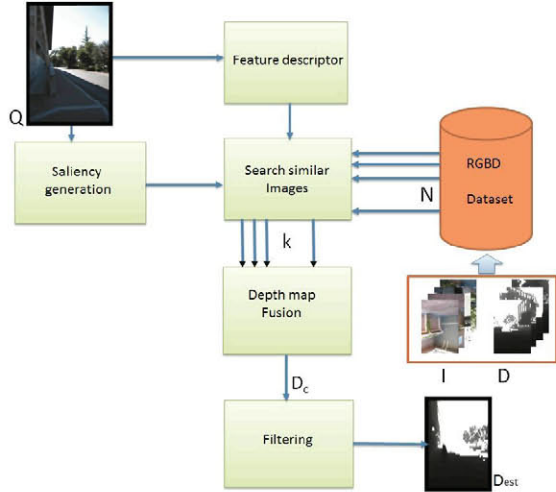 Q
Feature descriptor
Saliency
generation
Search similar
Images
N
RGBD
Dataset
k
Depth map
Fusion
I
D
Dc
Filtering
Dest